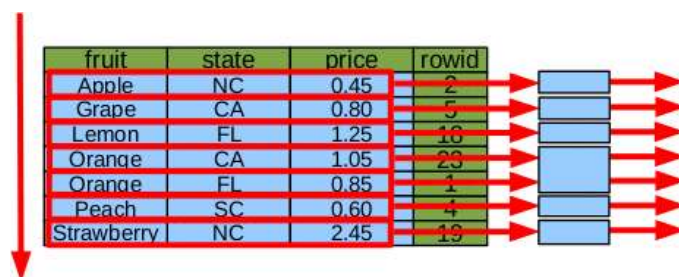 fruit state price rowid
Apple NC 0.45 2
Grape CA 0.80 5
Lemon FL 1.25 18
Orange CA 1.05 23
Orange FL 0.85 1
Peach SC 0.60 4
Strawberry NC 2.45 19